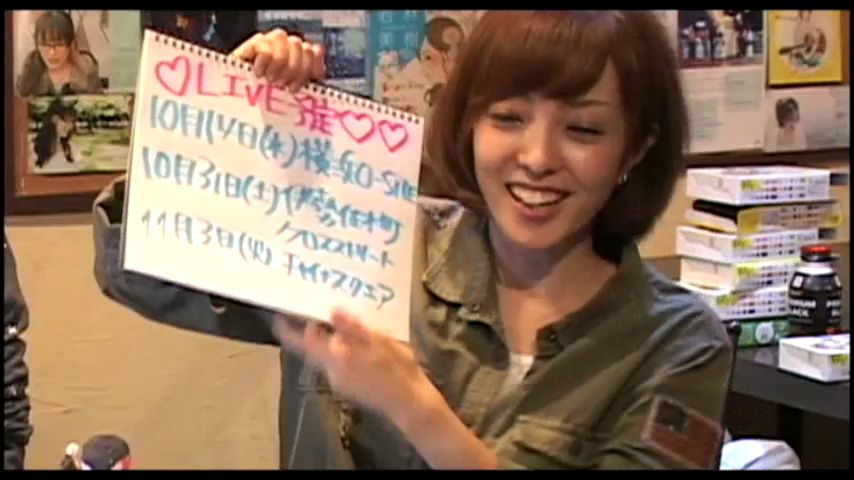 ♡LIVE祭♡♡
10月14日(水)横浜O-SITE
10月31日(土)伊勢佐木町
クロスストリート
11月3日(火)チャイナスクエア
BLACK